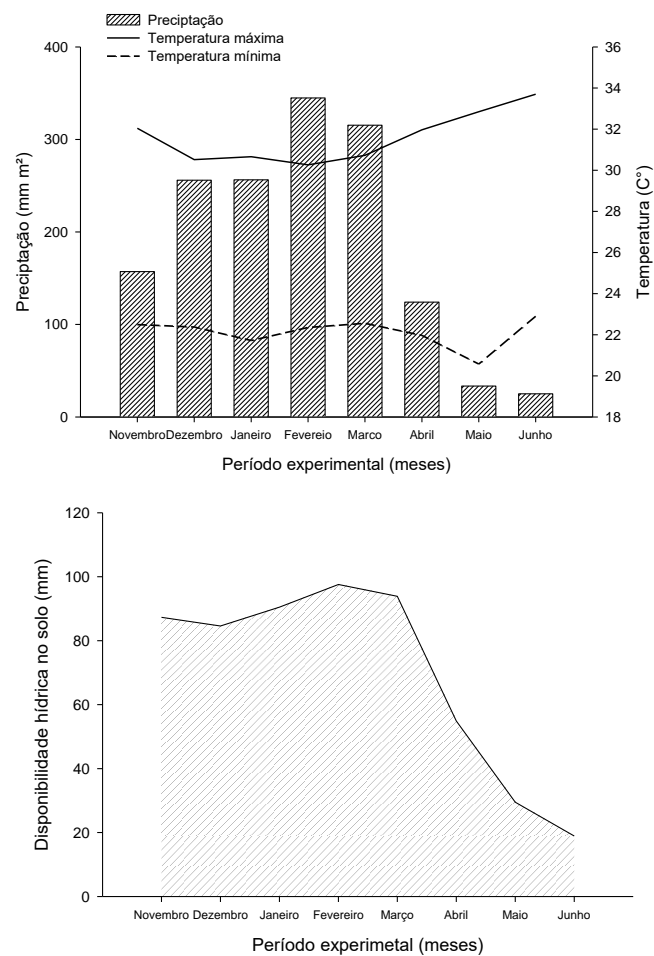 Preciptação
Temperatura máxima
Temperatura mínima
400
300
200
100
0
Preciptação (mm m²)
36
34
32
30
28
26
24
22
20
18
Temperatura (C°)
Novembro Dezembro Janeiro Fevereio Marco Abril Maio Junho
Período experimental (meses)
120
100
80
60
40
20
0
Disponibilidade hídrica no solo (mm)
Novembro Dezembro Janeiro Fevereiro Março Abril Maio Junho
Período experimetal (meses)